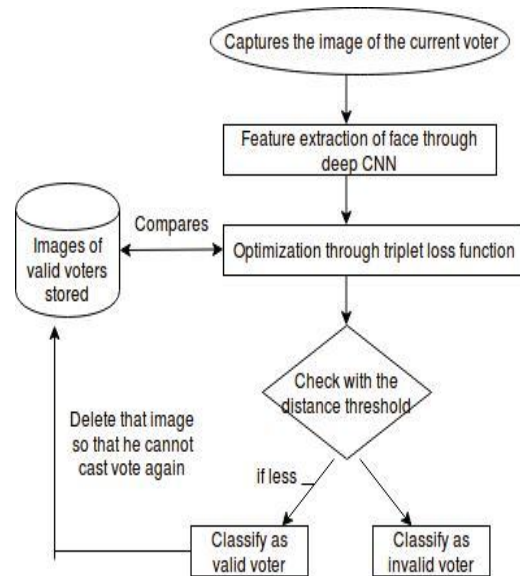 Captures the image of the current voter
Feature extraction of face through
deep CNN
Compares
Images of
valid voters
stored
Optimization through triplet loss function
Check with the
distance threshold
Delete that image
so that he cannot
cast vote again
if less
Classify as
valid voter
Classify as
invalid voter